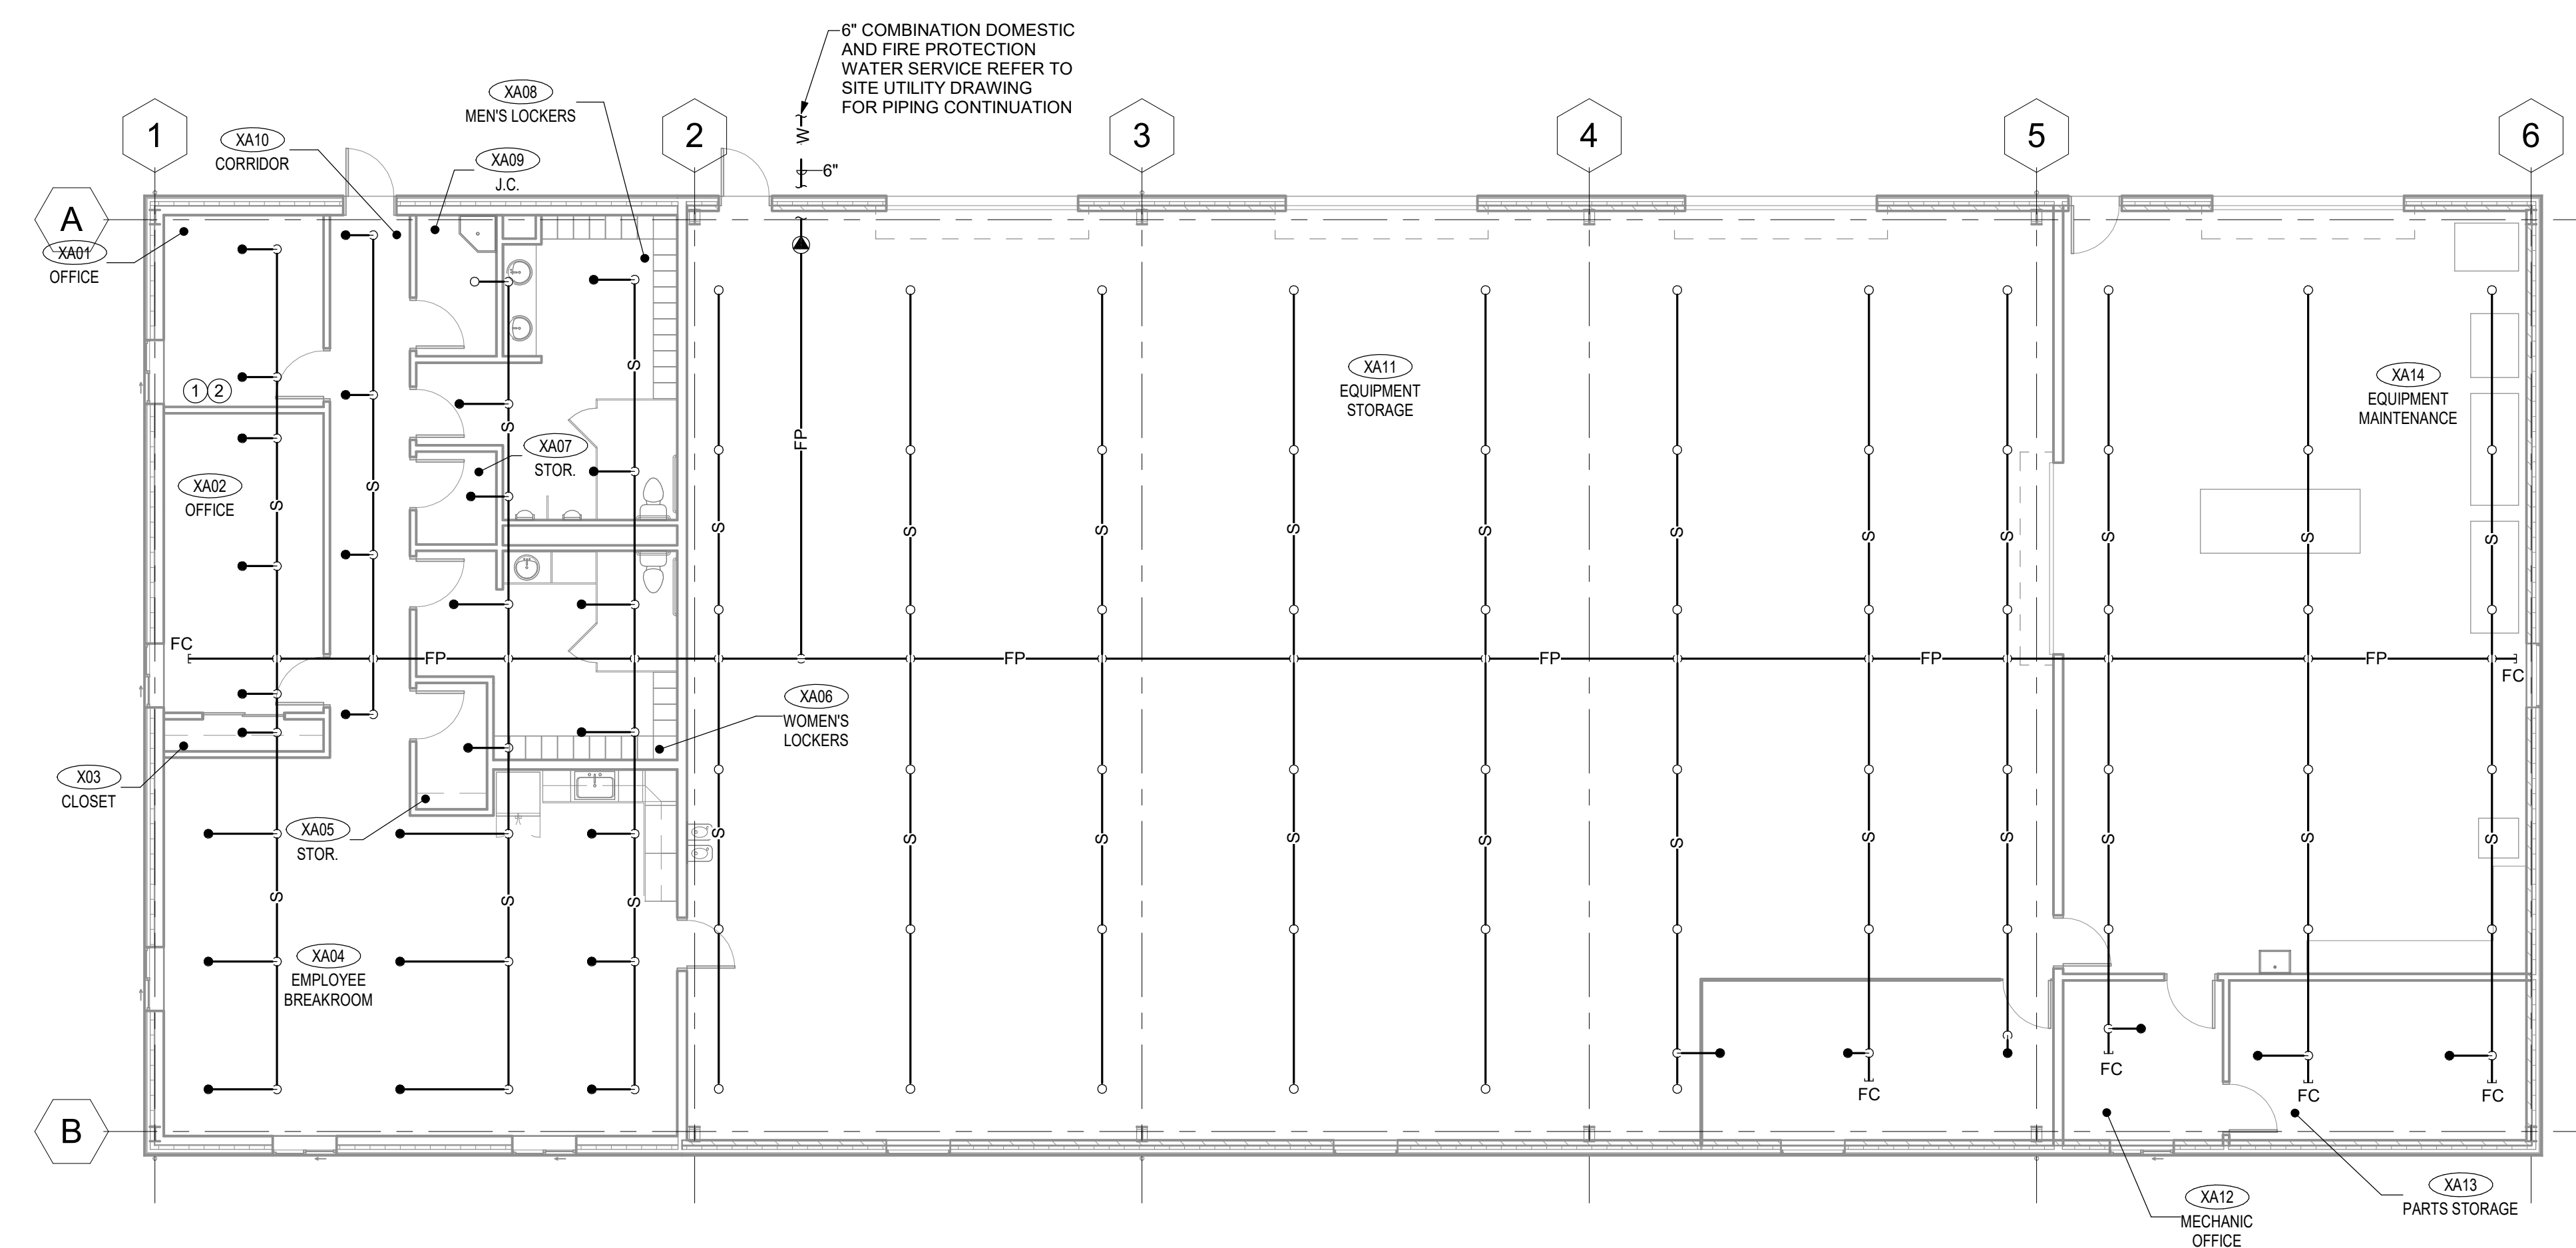 6" COMBINATION DOMESTIC
AND FIRE PROTECTION
WATER SERVICE REFER TO
SITE UTILITY DRAWING
FOR PIPING CONTINUATION
XA08
MEN'S LOCKERS
1
XA10
CORRIDOR
XA09
J.C.
2
W
3
4
5
6
6"
A
XA01
OFFICE
S
XA11
EQUIPMENT
STORAGE
XA14
EQUIPMENT
MAINTENANCE
1 2
S
FP
XA07
STOR.
XA02
OFFICE
S
S
S
S
S
S
S
S
S
S
S
S
S
FC
FP
FP
FP
FP
FP
FC
XA06
WOMEN'S
LOCKERS
X03
CLOSET
XA05
STOR.
S
S
S
S
S
S
S
S
S
S
S
S
S
S
XA04
EMPLOYEE
BREAKROOM
FC
FC
FC
FC
B
XA12
MECHANIC
OFFICE
XA13
PARTS STORAGE